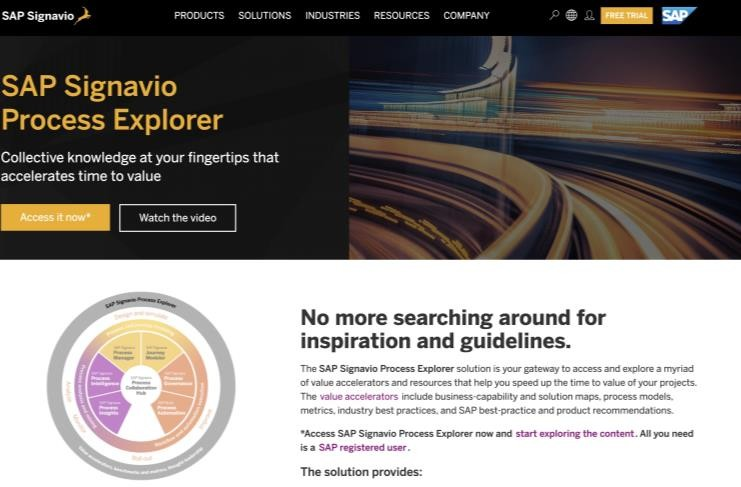 SAP Signavio
PRODUCTS SOLUTIONS INDUSTRIES RESOURCES COMPANY
FREE TRIAL
SAP
SAP Signavio
Process Explorer
Collective knowledge at your fingertips that
accelerates time to value
Access it now*
Watch the video
SAP Signavio Process Explorer
Design and simulate
SAP Signavio
Process
Manager
SAP Signavio
Journey
Modeler
SAP Signavio
Process
Intelligence
SAP Signavio
Process
Governance
SAP Signavio
Process
Collaboration
Hub
SAP Signavio
Process
Insights
Process
Automation
Roll-out
No more searching around for
inspiration and guidelines.
The SAP Signavio Process Explorer solution is your gateway to access and explore a myriad
of value accelerators and resources that help you speed up the time to value of your projects.
The value accelerators include business-capability and solution maps, process models,
metrics, industry best practices, and SAP best-practice and product recommendations.
*Access SAP Signavio Process Explorer now and start exploring the content. All you need
is a SAP registered user.
The solution provides: